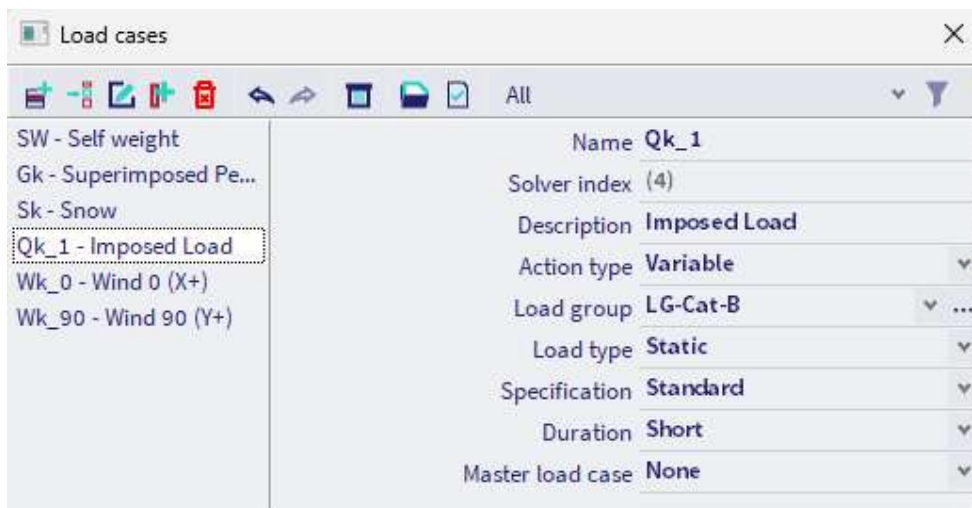 Load cases
All
SW - Self weight
Gk - Superimposed Pe...
Sk - Snow
Qk_1 - Imposed Load
Wk_0 - Wind 0 (X+)
Wk_90 - Wind 90 (Y+)
Name Qk_1
Solver index (4)
Description Imposed Load
Action type Variable
Load group LG-Cat-B ...
Load type Static
Specification Standard
Duration Short
Master load case None